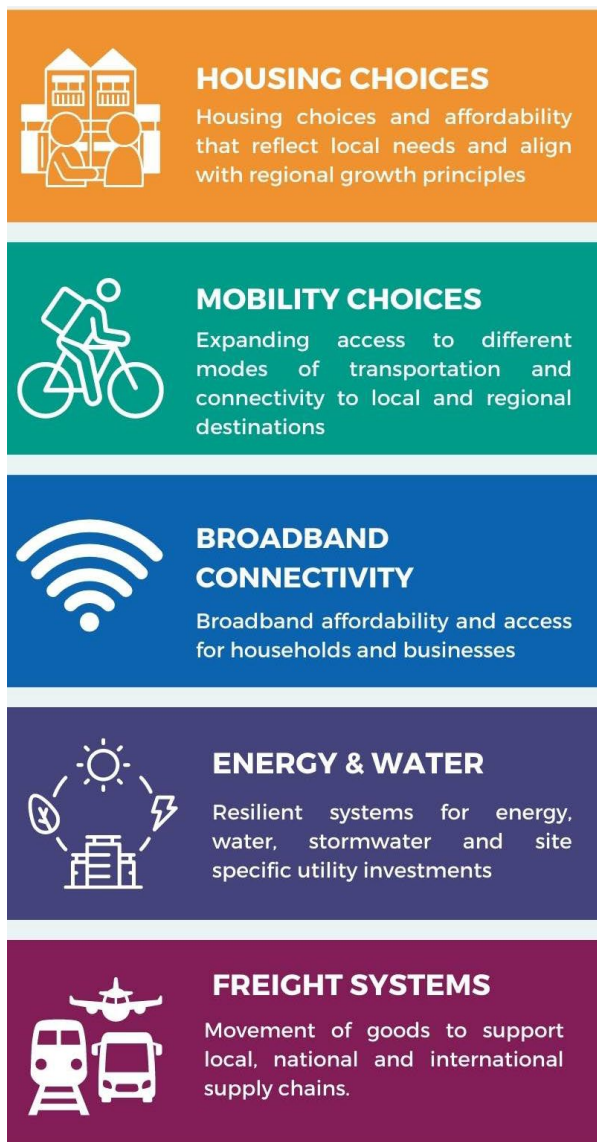 HOUSING CHOICES
Housing choices and affordability
that reflect local needs and align
with regional growth principles
MOBILITY CHOICES
Expanding access to different
modes of transportation and
connectivity to local and regional
destinations
BROADBAND
CONNECTIVITY
Broadband affordability and access
for households and businesses
ENERGY & WATER
Resilient systems for energy,
water, stormwater and site
specific utility investments
FREIGHT SYSTEMS
Movement of goods to support
local, national and international
supply chains.